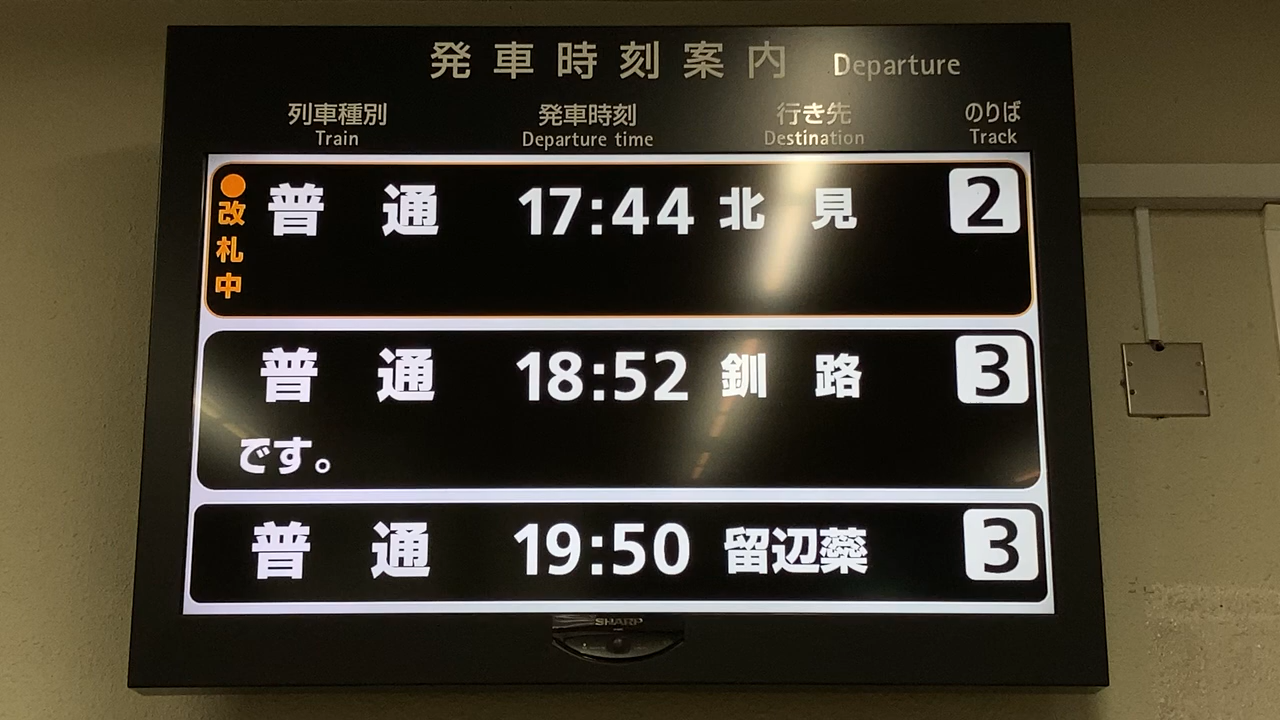 発車時刻案内 Departure
列車種別 発車時刻 行き先 のりば
Train Departure time Destination Track
●改札中 普通 17:44 北見 2
普通 18:52 釧路 3
です。
普通 19:50 留辺蘂 3
SHARP